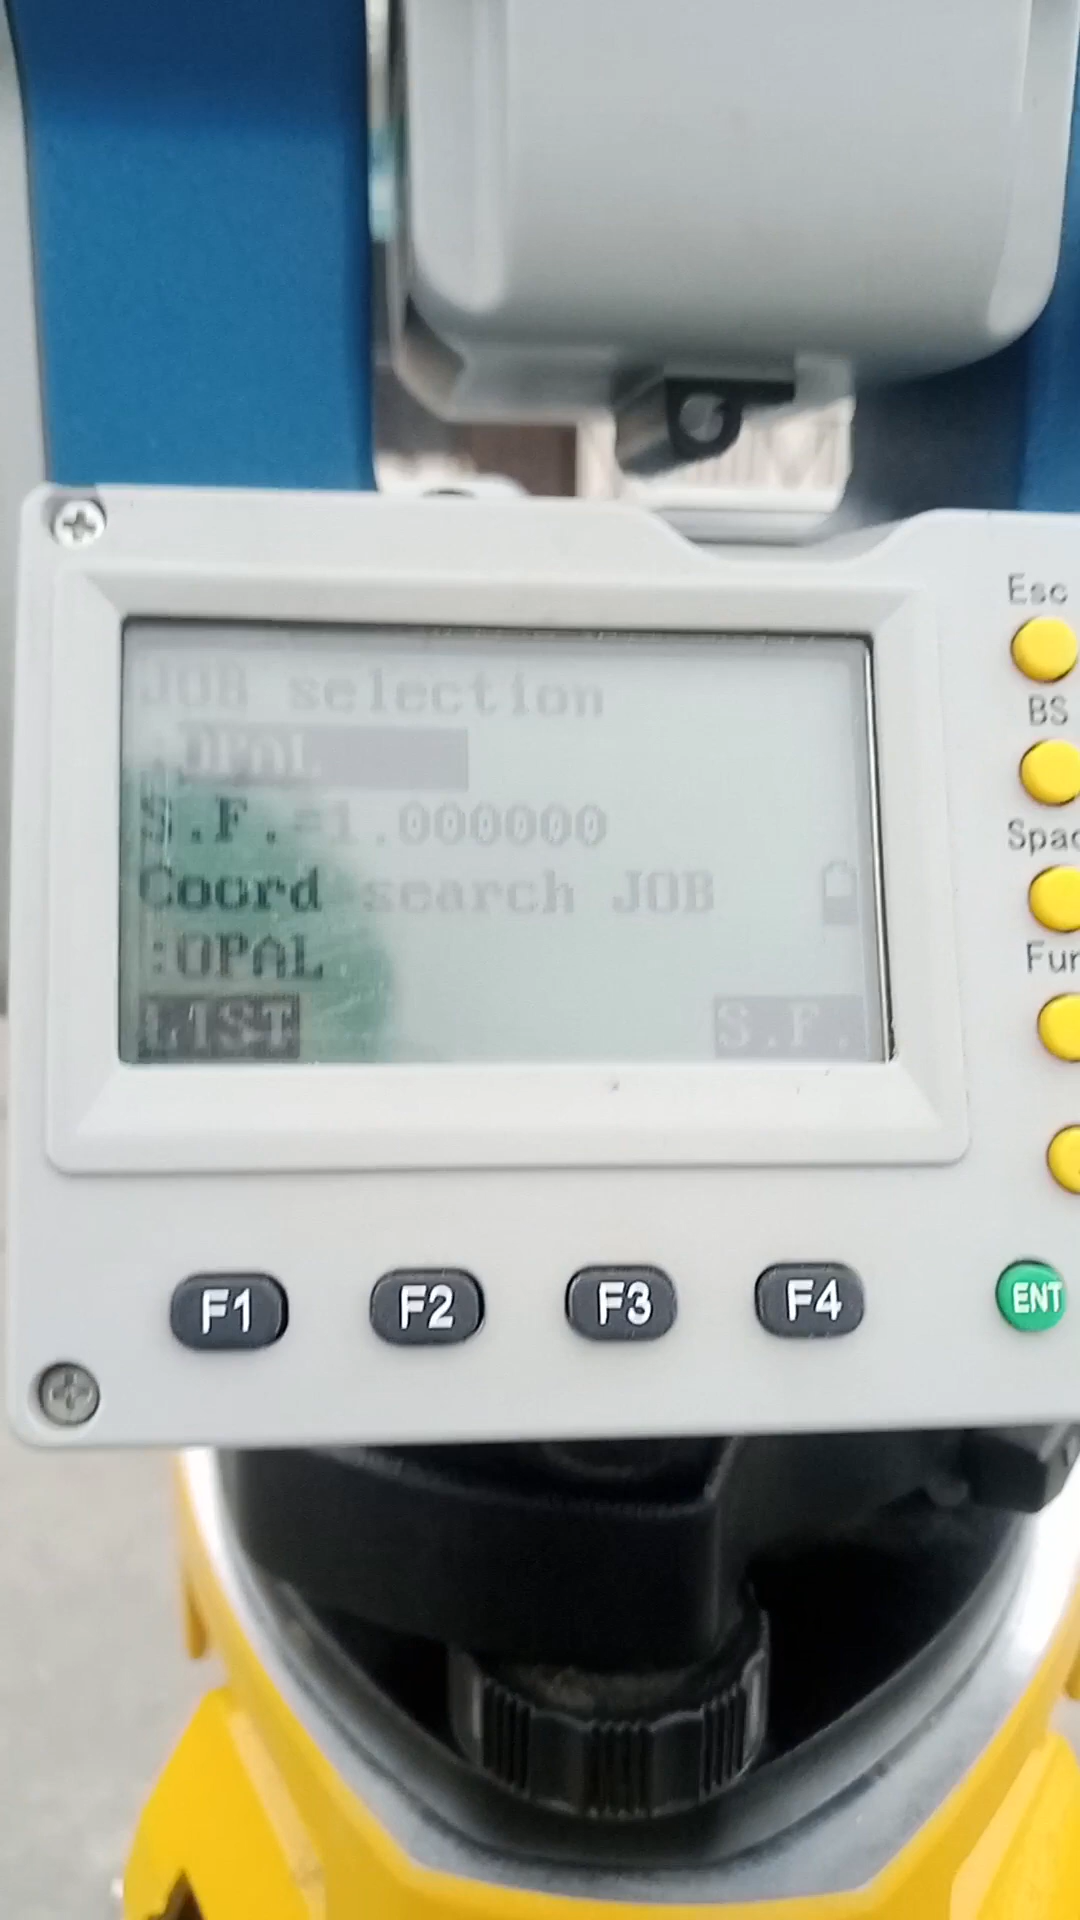 JOB selection
:OPAL
S.F.=1.000000
Coord search JOB
:OPAL
LIST S.F.
Esc
BS
F1 F2 F3 F4 ENT